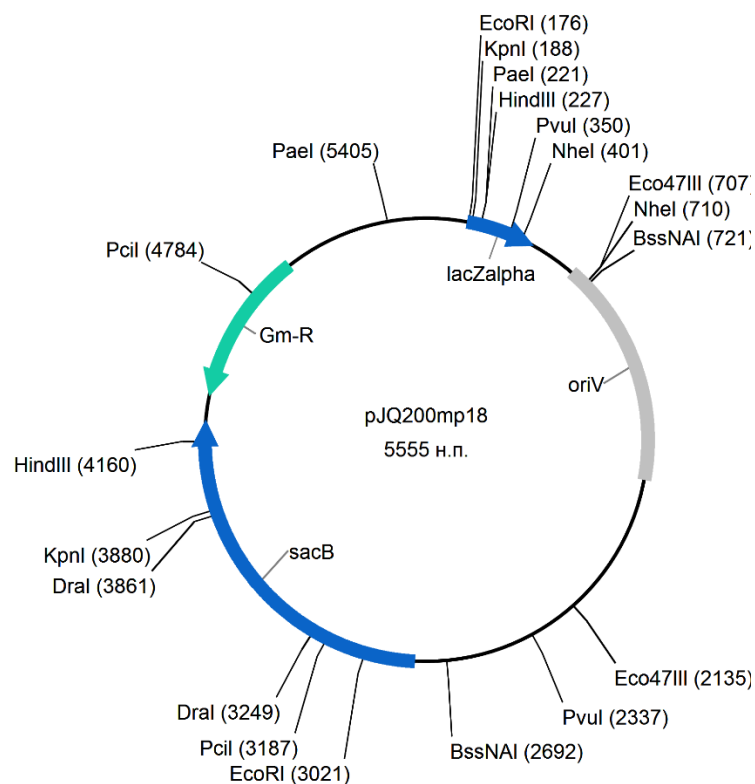 EcoRI (176)
KpnI (188)
PaeI (221)
HindIII (227)
PvuI (350)
NheI (401)
PaeI (5405)
Eco47III (707)
NheI (710)
BssNAI (721)
PciI (4784)
lacZalpha
Gm-R
oriV
pJQ200mp18
5555 н.п.
HindIII (4160)
KpnI (3880)
DraI (3861)
sacB
Eco47III (2135)
DraI (3249)
PvuI (2337)
PciI (3187)
BssNAI (2692)
EcoRI (3021)